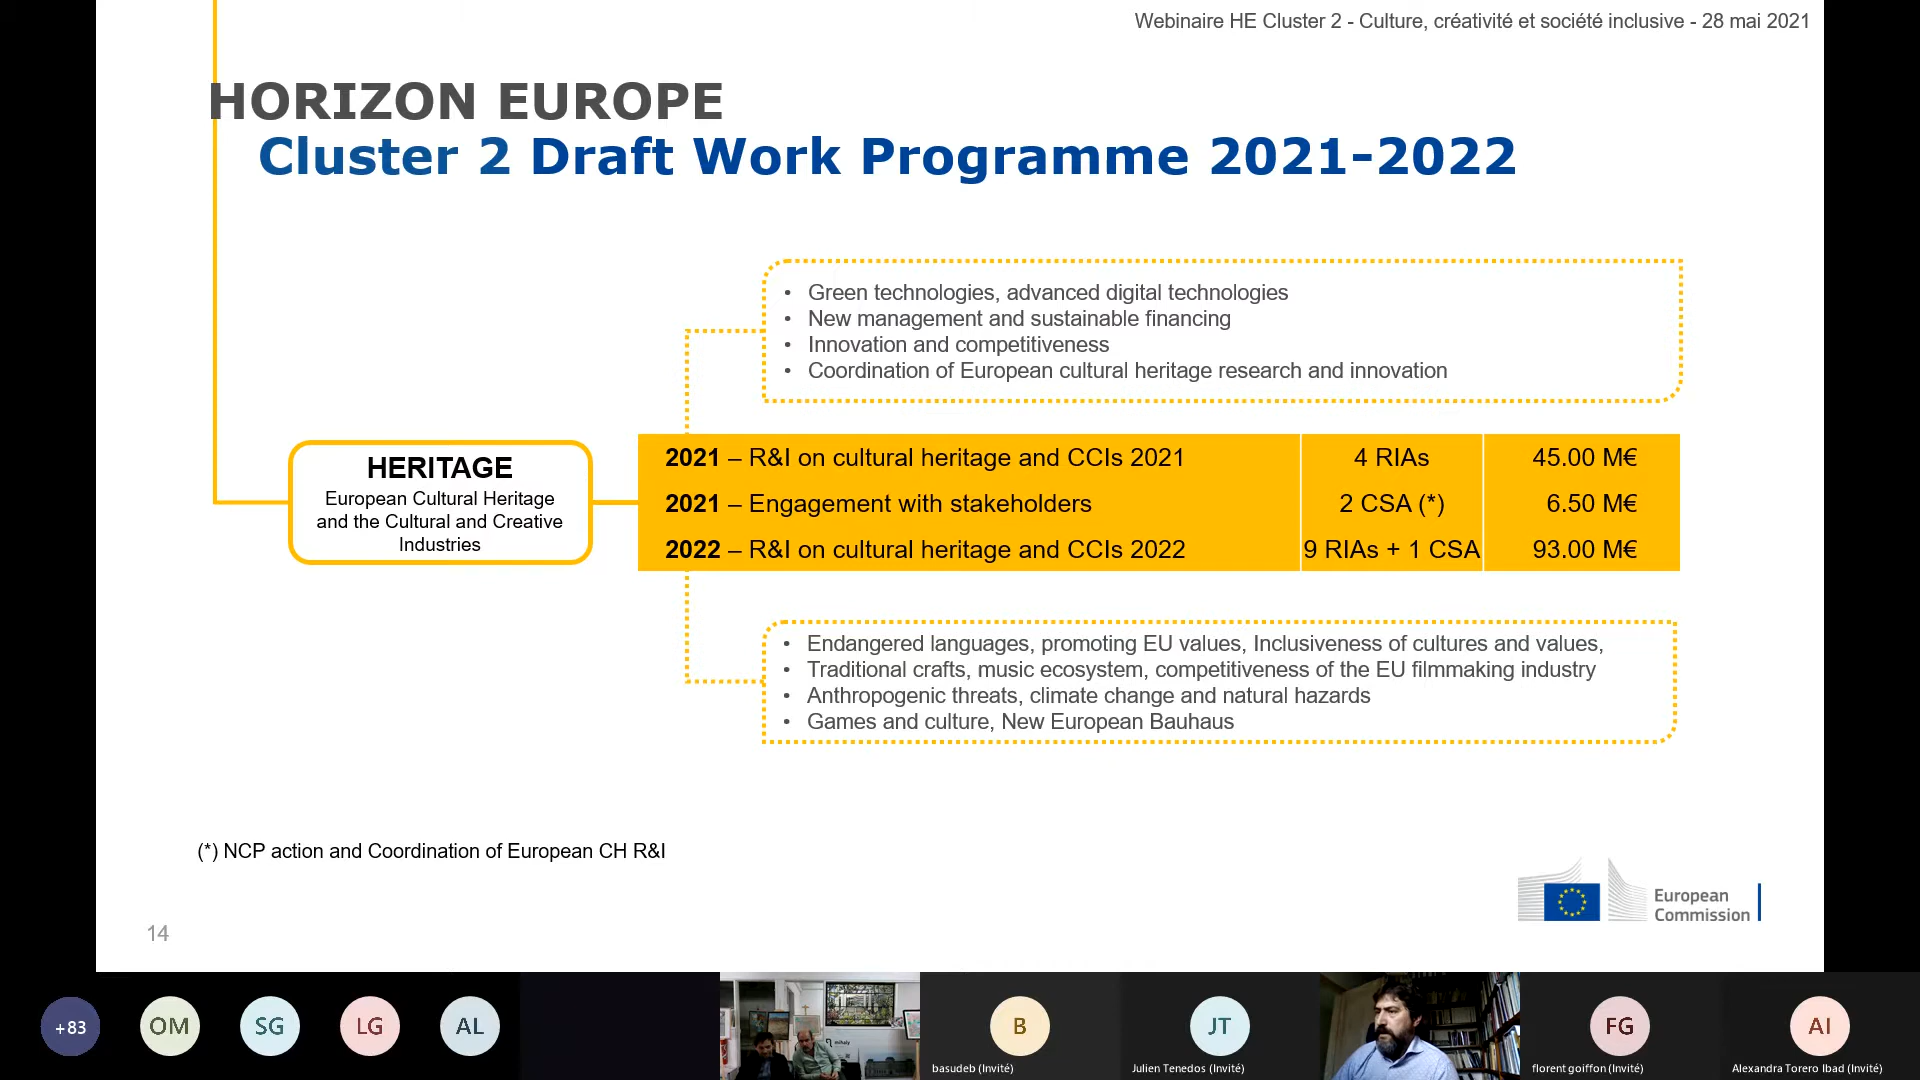 Webinaire HE Cluster 2 - Culture, créativité et société inclusive - 28 mai 2021
HORIZON EUROPE
Cluster 2 Draft Work Programme 2021-2022
• Green technologies, advanced digital technologies
• New management and sustainable financing
• Innovation and competitiveness
• Coordination of European cultural heritage research and innovation
HERITAGE
European Cultural Heritage
and the Cultural and Creative
Industries
2021 – R&I on cultural heritage and CCIs 2021 4 RIAs 45.00 M€
2021 – Engagement with stakeholders 2 CSA (*) 6.50 M€
2022 – R&I on cultural heritage and CCIs 2022 9 RIAs + 1 CSA 93.00 M€
• Endangered languages, promoting EU values, Inclusiveness of cultures and values,
• Traditional crafts, music ecosystem, competitiveness of the EU filmmaking industry
• Anthropogenic threats, climate change and natural hazards
• Games and culture, New European Bauhaus
(*) NCP action and Coordination of European CH R&I
European
Commission
14
+83 OM SG LG AL B JT FG AI
mihaly
basudeb (Invité) Julien Tenedos (Invité) florent goiffon (Invité) Alexandra Torero Ibad (Invité)